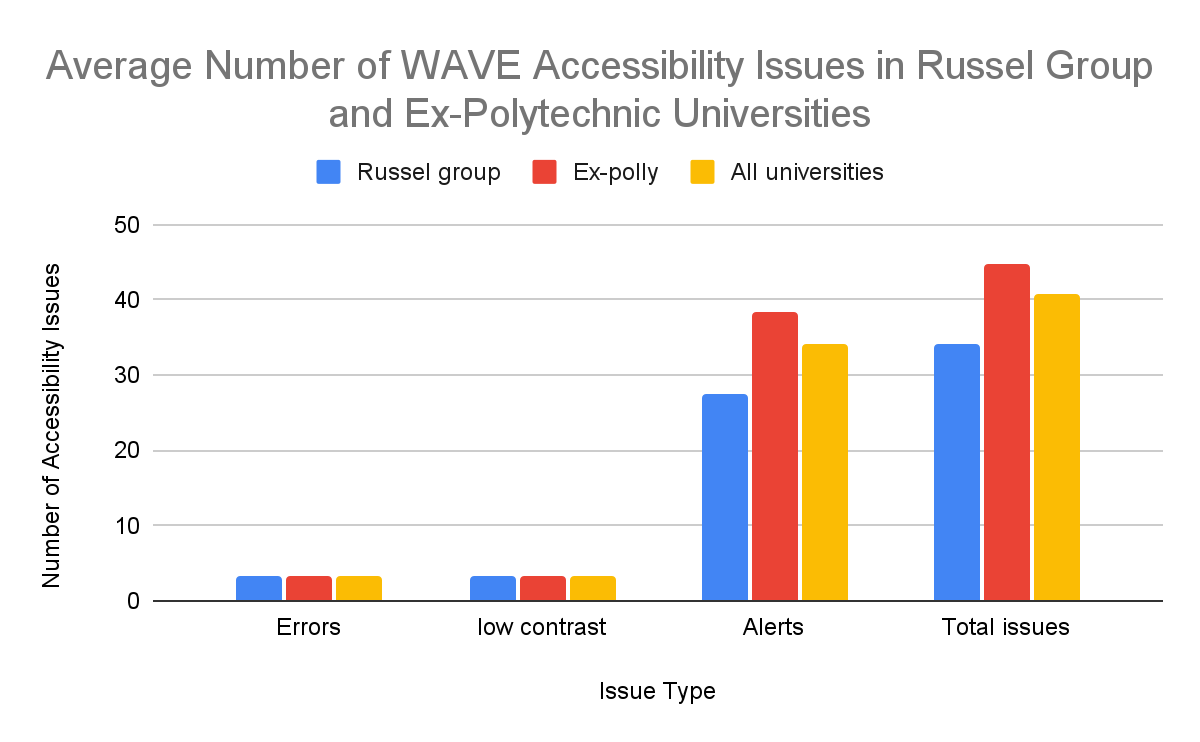 Average Number of WAVE Accessibility Issues in Russel Group
and Ex-Polytechnic Universities
Russel group
Ex-polly
All universities
Number of Accessibility Issues
50
40
30
20
10
0
Errors
low contrast
Alerts
Total issues
Issue Type